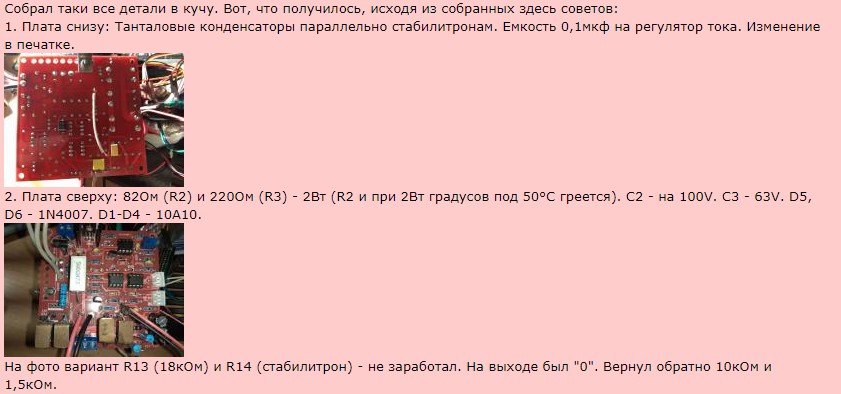 Собрал таки все детали в кучу. Вот, что получилось, исходя из собранных здесь советов:
1. Плата снизу: Танталовые конденсаторы параллельно стабилитронам. Емкость 0,1мкф на регулятор тока. Изменение
в печатке.
2. Плата сверху: 82Ом (R2) и 220Ом (R3) - 2Вт (R2 и при 2Вт градусов под 50°C греется). C2 - на 100V. C3 - 63V. D5,
D6 - 1N4007. D1-D4 - 10A10.
На фото вариант R13 (18кОм) и R14 (стабилитрон) - не заработал. На выходе был "0". Вернул обратно 10кОм и
1,5кОм.